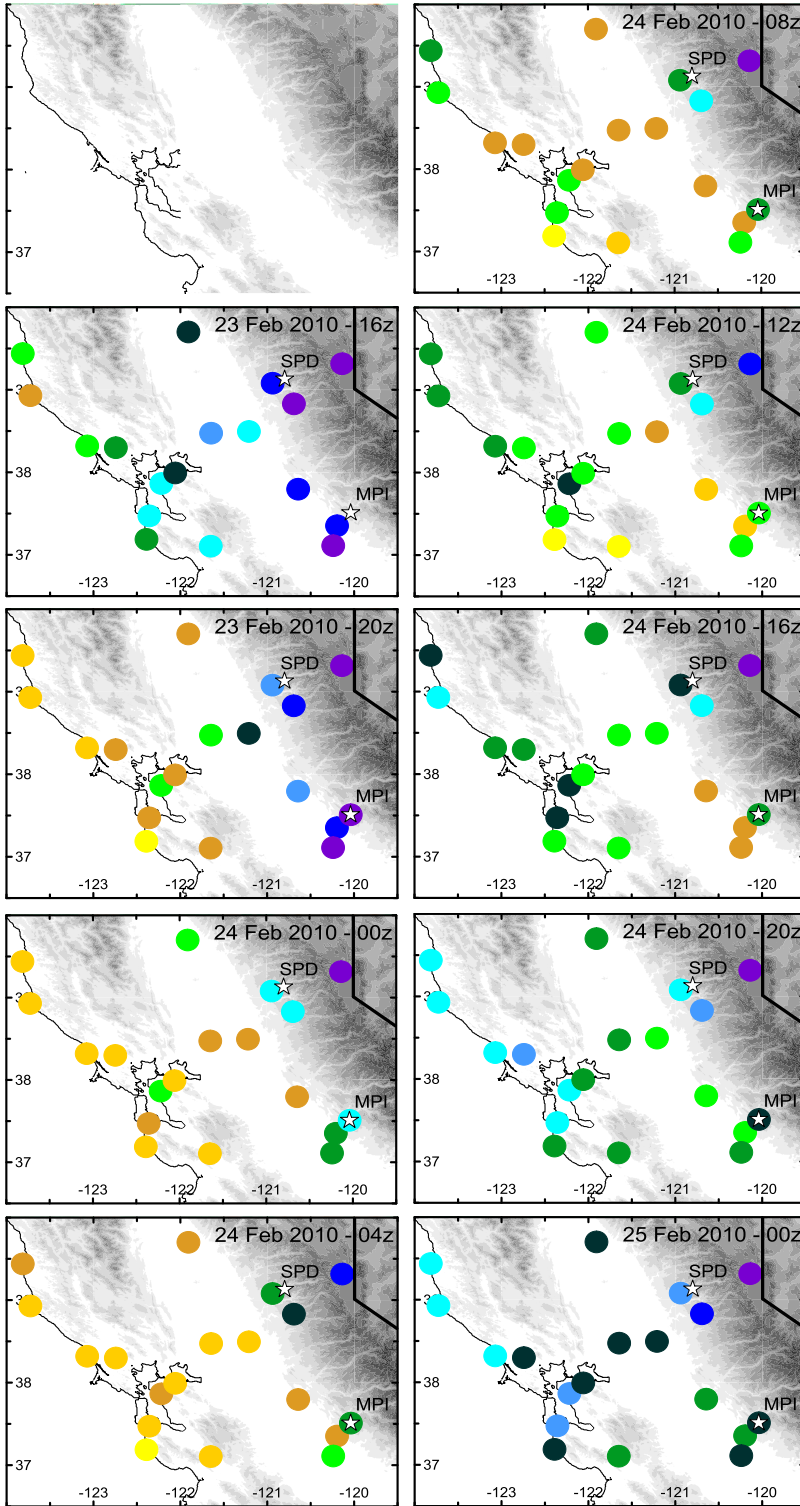 38
37
24 Feb 2010 - 08z
SPD
38
MPI
37
-123 -122 -121 -120
23 Feb 2010 - 16z
SPD
38
MPI
37
-123 -122 -121 -120
24 Feb 2010 - 12z
SPD
38
MPI
37
-123 -122 -121 -120
23 Feb 2010 - 20z
SPD
38
MPI
37
-123 -122 -121 -120
24 Feb 2010 - 16z
SPD
38
MPI
37
-123 -122 -121 -120
24 Feb 2010 - 00z
SPD
38
MPI
37
-123 -122 -121 -120
24 Feb 2010 - 20z
SPD
38
MPI
37
-123 -122 -121 -120
24 Feb 2010 - 04z
SPD
38
MPI
37
-123 -122 -121 -120
25 Feb 2010 - 00z
SPD
38
MPI
37
-123 -122 -121 -120